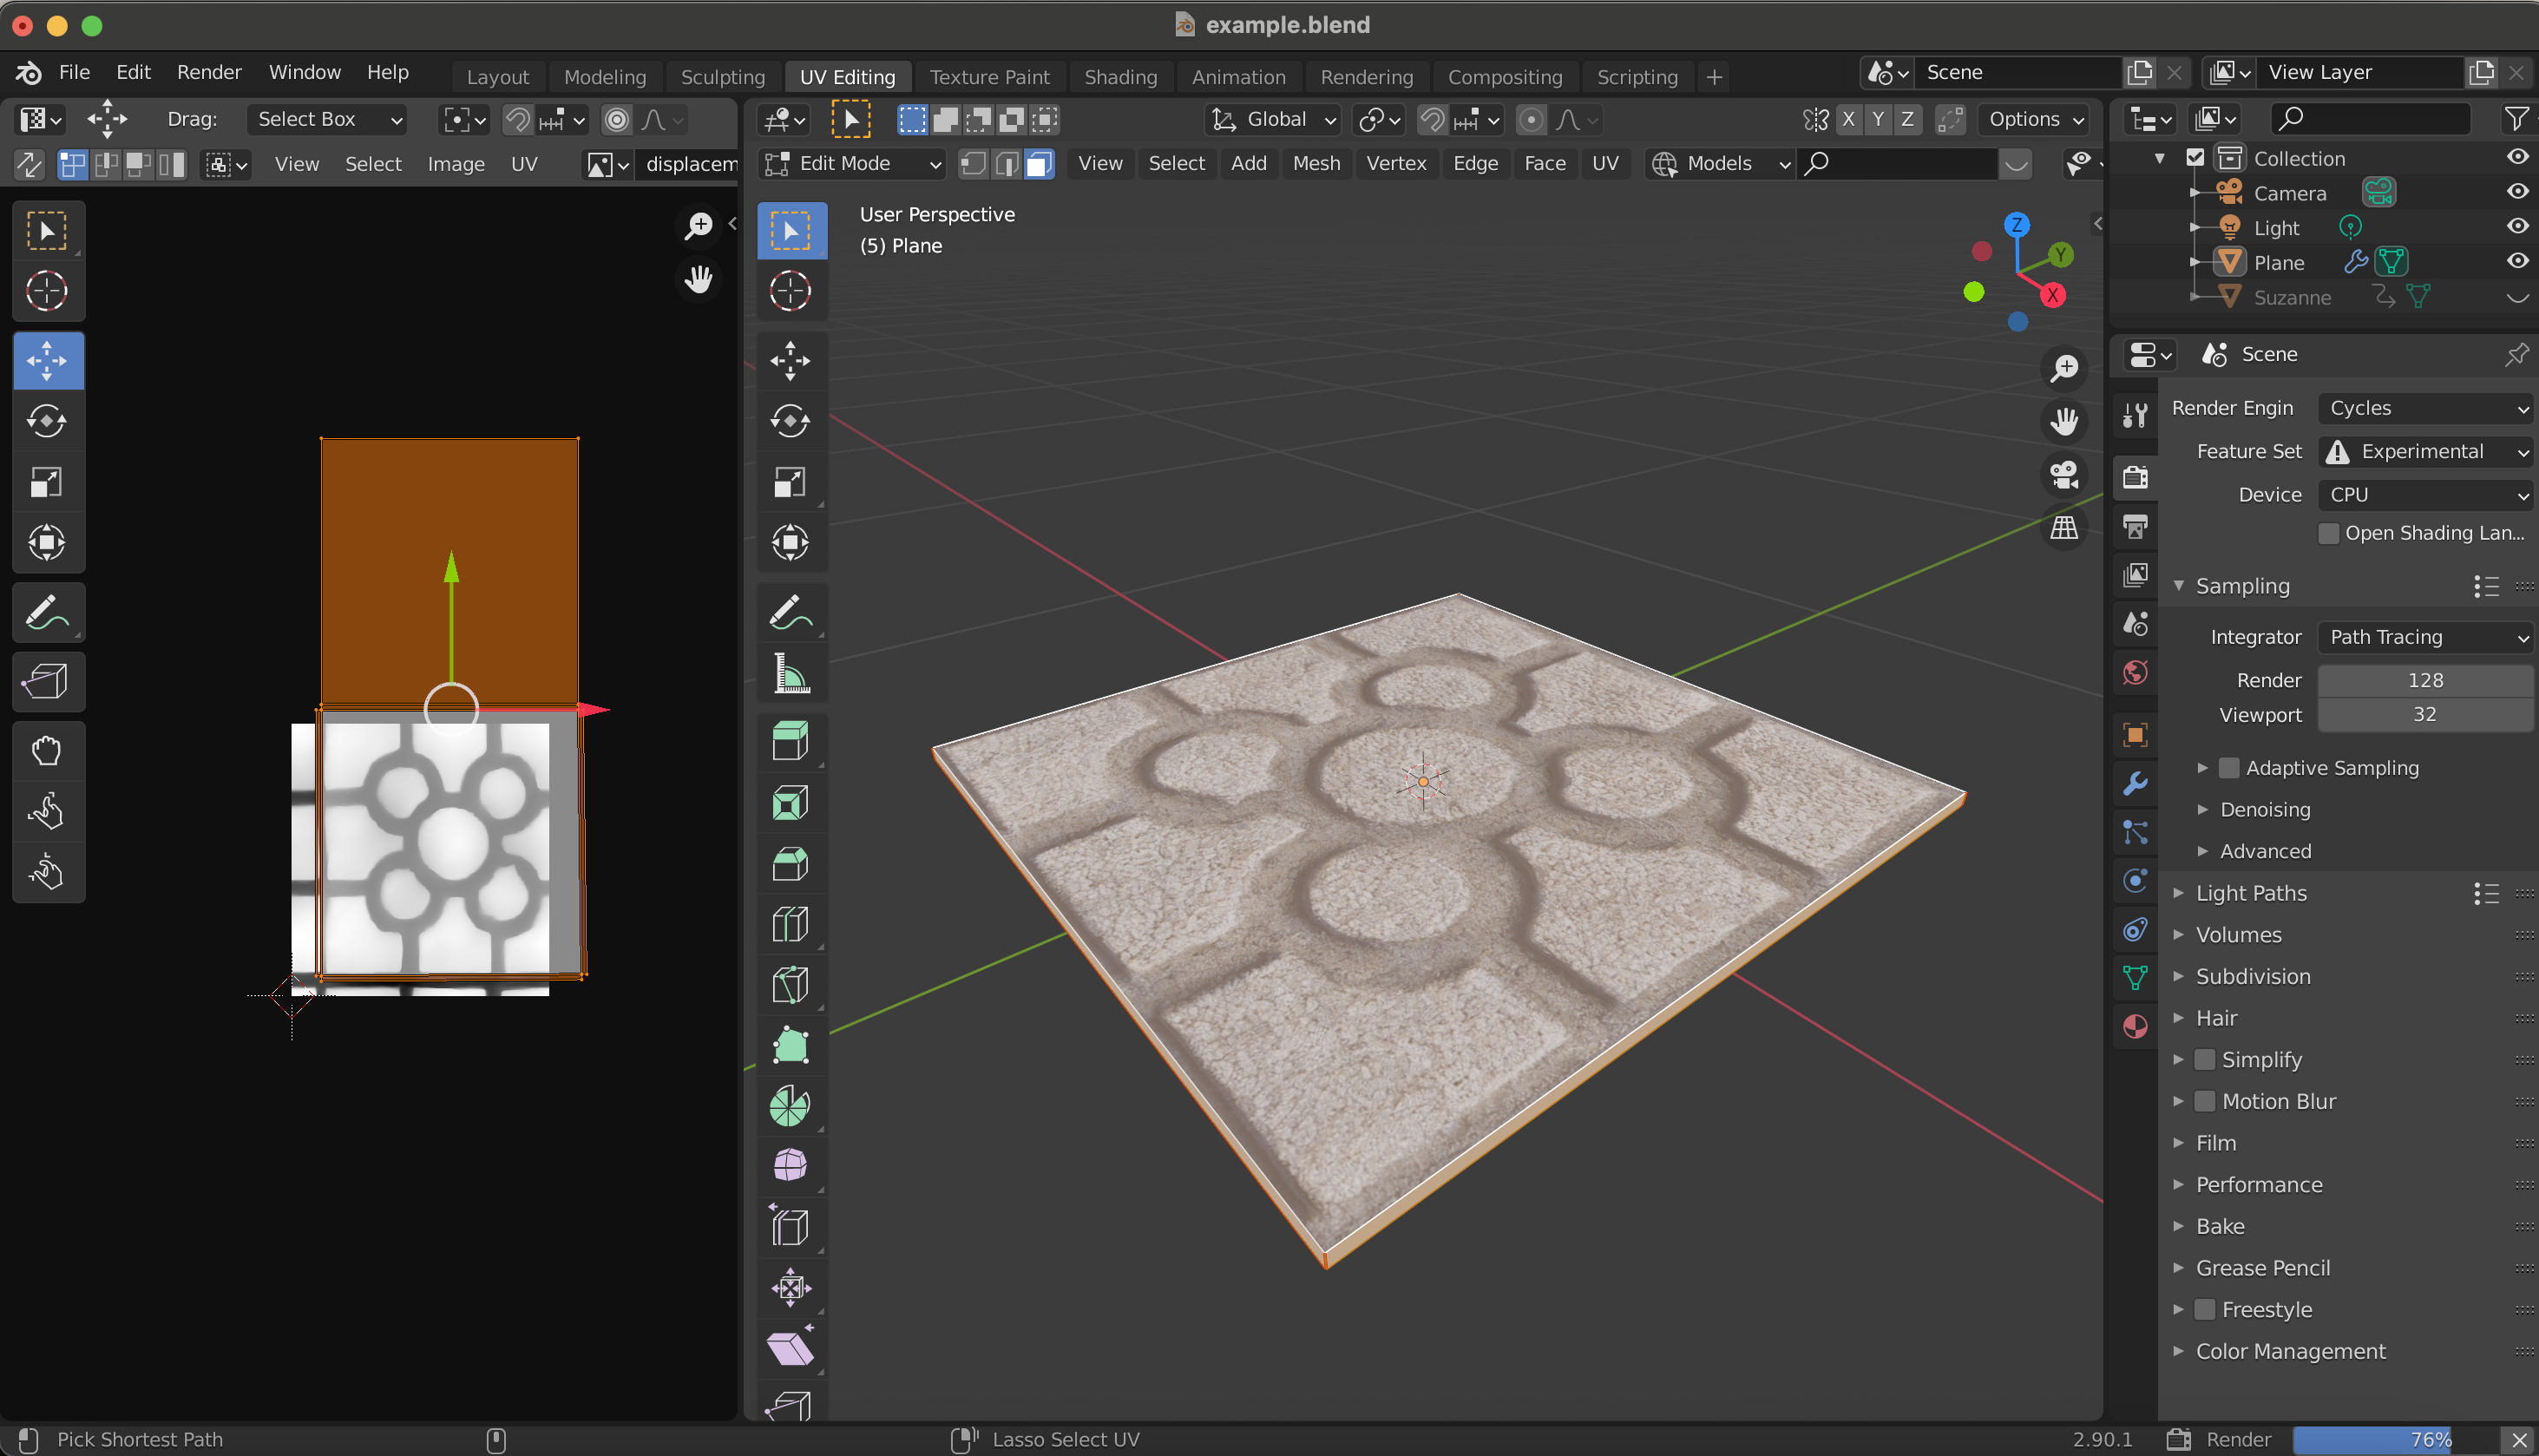 example.blend
File Edit Render Window Help Layout Modeling Sculpting UV Editing Texture Paint Shading Animation Rendering Compositing Scripting + Scene View Layer
Drag: Select Box Global X Y Z Options
View Select Image UV displacem Edit Mode View Select Add Mesh Vertex Edge Face UV Models
User Perspective
(5) Plane
Z
Y
X
Collection
Camera
Light
Plane
Suzanne
Scene
Render Engin Cycles
Feature Set Experimental
Device CPU
Open Shading Lan...
Sampling
Integrator Path Tracing
Render 128
Viewport 32
Adaptive Sampling
Denoising
Advanced
Light Paths
Volumes
Subdivision
Hair
Simplify
Motion Blur
Film
Performance
Bake
Grease Pencil
Freestyle
Color Management
Pick Shortest Path Lasso Select UV 2.90.1 Render 76%